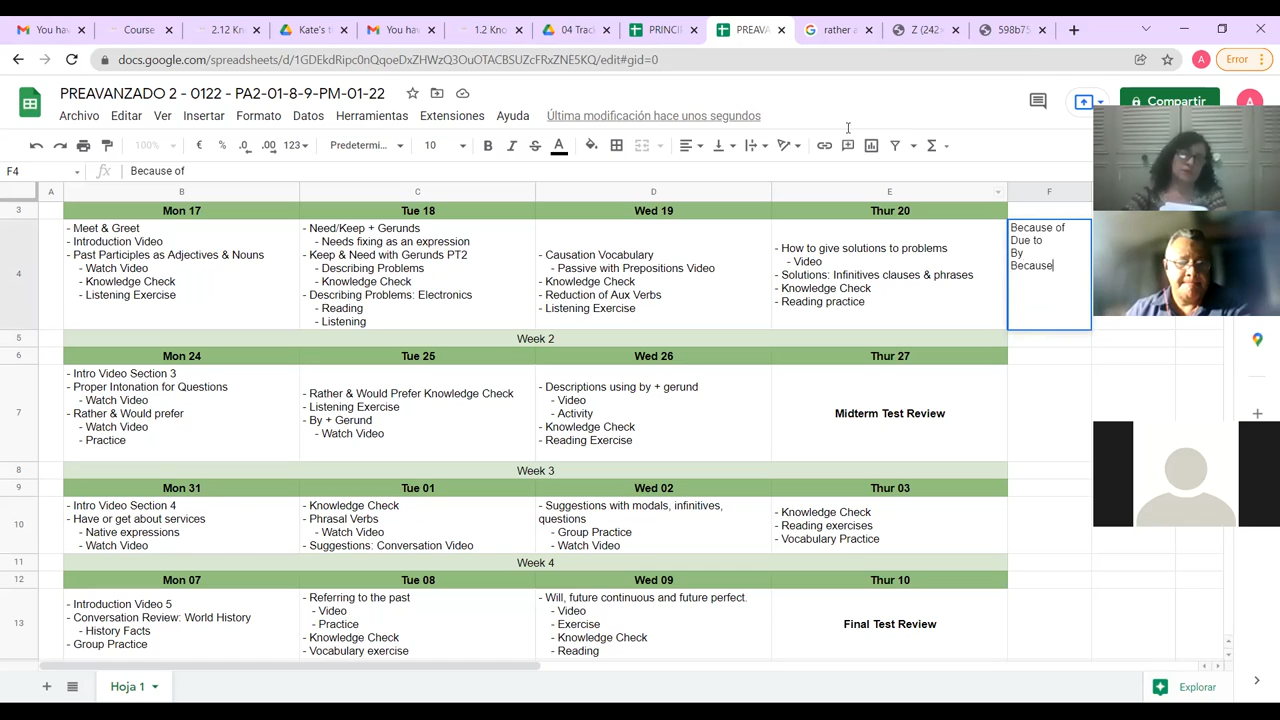 You hav
Course
2.12 Kn
Kate's t
You hav
1.2 Kno
04 Track
PRINCI
PREAV
rather a
Z (242×
598b75
docs.google.com/spreadsheets/d/1GDEkdRipc0nQqoeDxZHWzQ3OuOTACBSUZcFRxZNE5KQ/edit#gid=0
Error
PREAVANZADO 2 - 0122 - PA2-01-8-9-PM-01-22
Archivo Editar Ver Insertar Formato Datos Herramientas Extensiones Ayuda Última modificación hace unos segundos
Compartir
100% € % .0 .00 123 Predetermi... 10 B I S A
F4 fx Because of
A B C D E F
3 Mon 17 Tue 18 Wed 19 Thur 20
4
- Meet & Greet
- Introduction Video
- Past Participles as Adjectives & Nouns
- Watch Video
- Knowledge Check
- Listening Exercise
- Need/Keep + Gerunds
- Needs fixing as an expression
- Keep & Need with Gerunds PT2
- Describing Problems
- Knowledge Check
- Describing Problems: Electronics
- Reading
- Listening
- Causation Vocabulary
- Passive with Prepositions Video
- Knowledge Check
- Reduction of Aux Verbs
- Listening Exercise
- How to give solutions to problems
- Video
- Solutions: Infinitives clauses & phrases
- Knowledge Check
- Reading practice
Because of
Due to
By
Because
5 Week 2
6 Mon 24 Tue 25 Wed 26 Thur 27
7
- Intro Video Section 3
- Proper Intonation for Questions
- Watch Video
- Rather & Would prefer
- Watch Video
- Practice
- Rather & Would Prefer Knowledge Check
- Listening Exercise
- By + Gerund
- Watch Video
- Descriptions using by + gerund
- Video
- Activity
- Knowledge Check
- Reading Exercise
Midterm Test Review
8 Week 3
9 Mon 31 Tue 01 Wed 02 Thur 03
10
- Intro Video Section 4
- Have or get about services
- Native expressions
- Watch Video
- Knowledge Check
- Phrasal Verbs
- Watch Video
- Suggestions: Conversation Video
- Suggestions with modals, infinitives,
questions
- Group Practice
- Watch Video
- Knowledge Check
- Reading exercises
- Vocabulary Practice
11 Week 4
12 Mon 07 Tue 08 Wed 09 Thur 10
13
- Introduction Video 5
- Conversation Review: World History
- History Facts
- Group Practice
- Referring to the past
- Video
- Practice
- Knowledge Check
- Vocabulary exercise
- Will, future continuous and future perfect.
- Video
- Exercise
- Knowledge Check
- Reading
Final Test Review
Hoja 1
Explorar